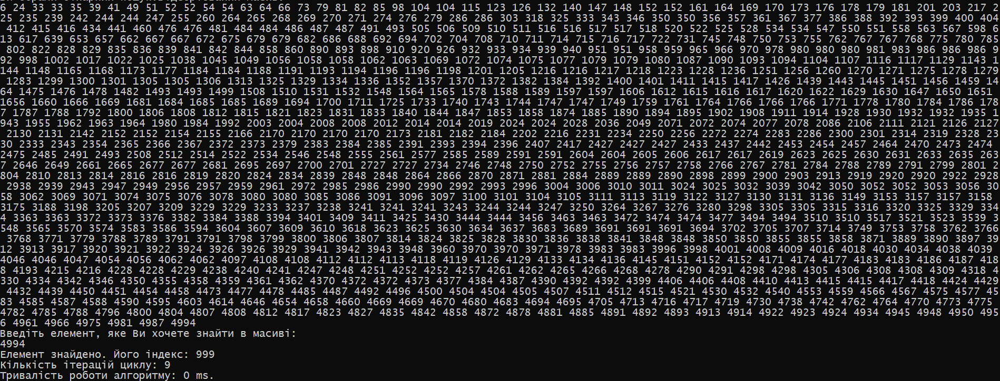 6 24 33 33 35 39 41 49 51 52 52 54 54 63 64 66 73 79 81 82 85 98 104 104 115 123 126 132 140 147 148 152 152 161 164 169 170 173 176 178 179 181 201 203 217 2
25 235 239 242 244 244 247 255 260 264 265 268 269 270 271 274 276 279 286 286 303 318 325 333 343 346 350 350 356 357 361 367 377 386 388 392 393 399 400 404
412 415 416 434 441 460 476 476 481 484 484 486 487 487 491 493 505 506 509 510 511 516 516 517 517 518 520 522 525 528 534 534 547 550 551 558 563 567 598 6
13 617 639 653 657 662 667 667 672 675 679 679 682 686 688 692 694 702 704 708 710 711 714 715 716 717 722 731 745 748 750 753 755 762 767 767 768 775 780 785
802 822 828 829 835 836 839 841 842 844 858 860 890 893 898 910 920 926 932 933 934 939 940 951 951 958 959 965 966 970 978 980 980 980 981 983 986 986 986 9
92 998 1002 1017 1022 1025 1038 1045 1049 1056 1058 1058 1062 1063 1069 1072 1074 1075 1077 1079 1079 1080 1087 1090 1093 1094 1104 1107 1116 1117 1129 1143 1
144 1148 1165 1168 1173 1177 1184 1184 1188 1191 1193 1194 1196 1196 1198 1201 1205 1216 1216 1217 1218 1223 1228 1236 1251 1256 1260 1270 1271 1275 1278 1279
1283 1299 1300 1301 1305 1305 1306 1313 1325 1329 1334 1336 1352 1357 1370 1372 1382 1384 1392 1400 1401 1411 1415 1417 1426 1439 1443 1445 1451 1456 1459 14
64 1475 1476 1478 1482 1493 1493 1499 1508 1510 1531 1532 1548 1564 1565 1578 1588 1589 1597 1597 1606 1612 1615 1616 1617 1620 1622 1629 1630 1647 1650 1651
1656 1660 1666 1669 1681 1684 1685 1685 1689 1694 1700 1711 1725 1733 1740 1743 1744 1747 1747 1749 1759 1761 1764 1766 1766 1766 1771 1778 1780 1784 1786 178
7 1787 1788 1792 1800 1806 1808 1812 1815 1821 1823 1831 1833 1840 1844 1847 1853 1858 1874 1885 1890 1894 1895 1902 1908 1911 1914 1928 1930 1932 1932 1935 1
943 1955 1962 1963 1964 1980 1984 1992 2003 2004 2008 2008 2012 2014 2014 2019 2024 2024 2028 2036 2049 2071 2072 2074 2077 2078 2086 2106 2111 2121 2126 2127
2130 2131 2142 2152 2152 2154 2155 2166 2170 2170 2170 2170 2173 2181 2182 2184 2202 2216 2231 2234 2250 2256 2272 2274 2283 2286 2300 2301 2314 2319 2328 23
30 2333 2343 2354 2365 2366 2367 2372 2373 2379 2383 2384 2385 2391 2393 2394 2396 2407 2417 2427 2427 2427 2433 2437 2442 2453 2454 2457 2464 2470 2473 2474
2475 2485 2491 2493 2508 2512 2514 2522 2534 2546 2548 2555 2561 2577 2585 2589 2591 2591 2604 2604 2605 2606 2617 2617 2619 2623 2625 2630 2631 2633 2635 263
7 2646 2649 2661 2665 2677 2677 2681 2695 2697 2700 2701 2727 2727 2734 2746 2748 2750 2752 2755 2756 2757 2758 2766 2767 2781 2784 2788 2789 2791 2799 2801 2
804 2810 2813 2814 2816 2816 2819 2820 2824 2834 2839 2848 2848 2864 2866 2870 2871 2881 2884 2889 2889 2890 2898 2899 2900 2903 2913 2919 2920 2920 2922 2928
2938 2939 2943 2947 2949 2956 2957 2959 2961 2972 2985 2986 2990 2990 2992 2993 2996 3004 3006 3010 3011 3024 3025 3032 3039 3042 3050 3052 3052 3053 3056 30
58 3062 3069 3071 3074 3075 3076 3078 3080 3080 3085 3086 3091 3096 3097 3100 3101 3104 3105 3111 3113 3119 3122 3127 3130 3131 3136 3149 3153 3157 3157 3158
3175 3188 3198 3205 3207 3209 3229 3229 3233 3237 3238 3241 3241 3241 3243 3244 3244 3247 3250 3264 3267 3276 3280 3298 3305 3305 3315 3316 3320 3325 3329 334
4 3363 3363 3372 3373 3376 3382 3384 3388 3394 3401 3409 3411 3425 3430 3444 3444 3456 3463 3463 3472 3474 3474 3477 3494 3494 3510 3510 3517 3521 3523 3539 3
548 3565 3570 3574 3583 3586 3594 3604 3607 3609 3610 3618 3623 3625 3630 3634 3637 3683 3689 3691 3691 3691 3694 3702 3705 3707 3714 3749 3753 3758 3762 3766
3768 3771 3779 3788 3789 3791 3791 3798 3799 3800 3806 3807 3814 3824 3825 3828 3830 3836 3838 3841 3848 3848 3850 3850 3855 3855 3858 3871 3889 3890 3897 39
12 3913 3917 3920 3921 3922 3924 3926 3926 3929 3941 3942 3943 3948 3960 3970 3970 3971 3978 3983 3983 3996 3998 4001 4008 4009 4016 4018 4030 4034 4038 4039
4046 4046 4047 4054 4056 4062 4062 4097 4108 4108 4112 4112 4113 4118 4119 4126 4129 4133 4134 4136 4145 4151 4152 4152 4171 4174 4177 4183 4183 4186 4187 418
8 4193 4215 4216 4228 4228 4229 4238 4240 4241 4247 4248 4251 4252 4252 4257 4261 4262 4265 4266 4268 4278 4290 4291 4298 4298 4305 4306 4308 4308 4309 4318 4
330 4334 4342 4346 4350 4355 4358 4359 4361 4362 4370 4372 4372 4373 4377 4384 4387 4390 4392 4392 4399 4406 4406 4408 4410 4413 4415 4415 4417 4418 4424 4429
4432 4439 4450 4451 4454 4458 4473 4477 4478 4485 4487 4492 4496 4500 4504 4504 4505 4507 4511 4512 4515 4521 4530 4532 4540 4553 4559 4566 4567 4575 4577 45
83 4585 4587 4588 4590 4595 4603 4614 4646 4654 4658 4660 4669 4669 4670 4680 4683 4694 4695 4705 4713 4716 4717 4719 4730 4738 4742 4762 4764 4770 4773 4775
4782 4785 4788 4796 4800 4804 4807 4808 4812 4817 4823 4827 4835 4842 4858 4872 4878 4881 4885 4891 4892 4893 4913 4914 4922 4923 4924 4934 4945 4948 4950 495
6 4961 4966 4975 4981 4987 4994
Введіть елемент, яке Ви хочете знайти в масиві:
4994
Елемент знайдено. Його індекс: 999
Кількість ітерацій циклу: 9
Тривалість роботи алгоритму: 0 ms.